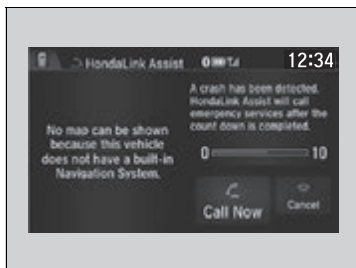 HondaLink Assist
12:34
A crash has been detected.
HondaLink Assist will call
emergency services after the
count down is completed.
No map can be shown
because this vehicle
does not have a built-in
Navigation System.
0
10
Call Now
Cancel